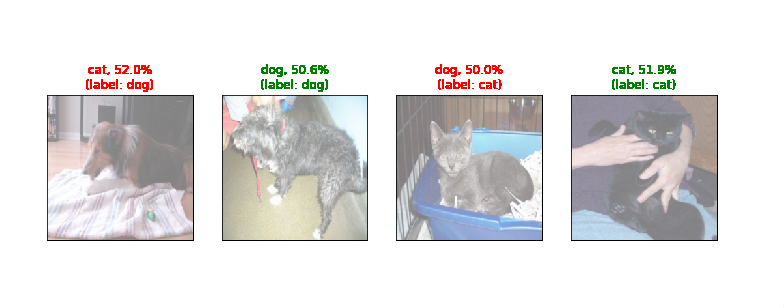 cat, 52.0%
(label: dog)
dog, 50.6%
(label: dog)
dog, 50.0%
(label: cat)
cat, 51.9%
(label: cat)